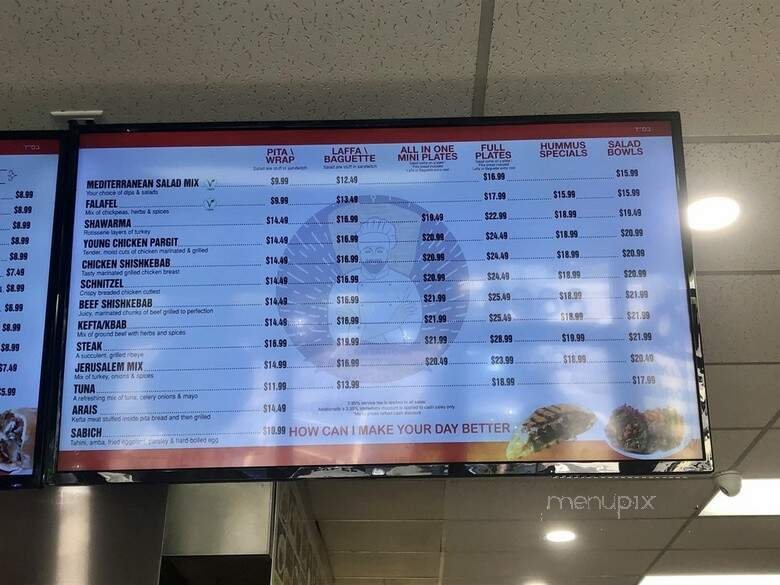 בס"ד
בס"ד
PITA \ WRAP LAFFA \ BAGUETTE ALL IN ONE MINI PLATES FULL PLATES HUMMUS SPECIALS SALAD BOWLS
MEDITERRANEAN SALAD MIX $9.99 $12.49 $16.99 $15.99
Your choice of dips & salads
FALAFEL $9.99 $13.49 $17.99 $15.99 $15.99
Mix of chickpeas, herbs & spices
SHAWARMA $14.49 $16.99 $19.49 $22.99 $18.99 $19.49
Rotisserie layers of turkey
YOUNG CHICKEN PARGIT $14.49 $16.99 $20.99 $24.49 $18.99 $20.99
Tender, moist cuts of chicken marinated & grilled
CHICKEN SHISHKEBAB $14.49 $16.99 $20.99 $24.49 $18.99 $20.99
Tasty marinated grilled chicken breast
SCHNITZEL $14.49 $16.99 $20.99 $24.49 $18.99 $20.99
Crispy breaded chicken cutlest
BEEF SHISHKEBAB $14.49 $16.99 $21.99 $25.49 $18.99 $21.99
Juicy, marinated chunks of beef grilled to perfection
KEFTA/KBAB $14.49 $16.99 $21.99 $25.49 $18.99 $21.99
Mix of ground beef with herbs and spices
STEAK $16.99 $19.99 $21.99 $28.99 $19.99 $21.99
A succulent, grilled ribeye
JERUSALEM MIX $14.99 $16.99 $20.49 $23.99 $18.99 $20.49
Mix of turkey, onions & spices
TUNA $11.99 $13.99 $18.99 $17.99
A refreshing mix of tuna, celery onions & mayo
ARAIS $14.49
Kefta meat stuffed inside pita bread and then grilled
SABICH $10.99
Tahini, amba, fried eggplant, parsley & hard-boiled egg
HOW CAN I MAKE YOUR DAY BETTER
$8.99
$8.99
$8.99
$8.99
$8.99
$7.49
$8.99
$6.99
$8.99
$8.99
$7.49
$5.99
menupix